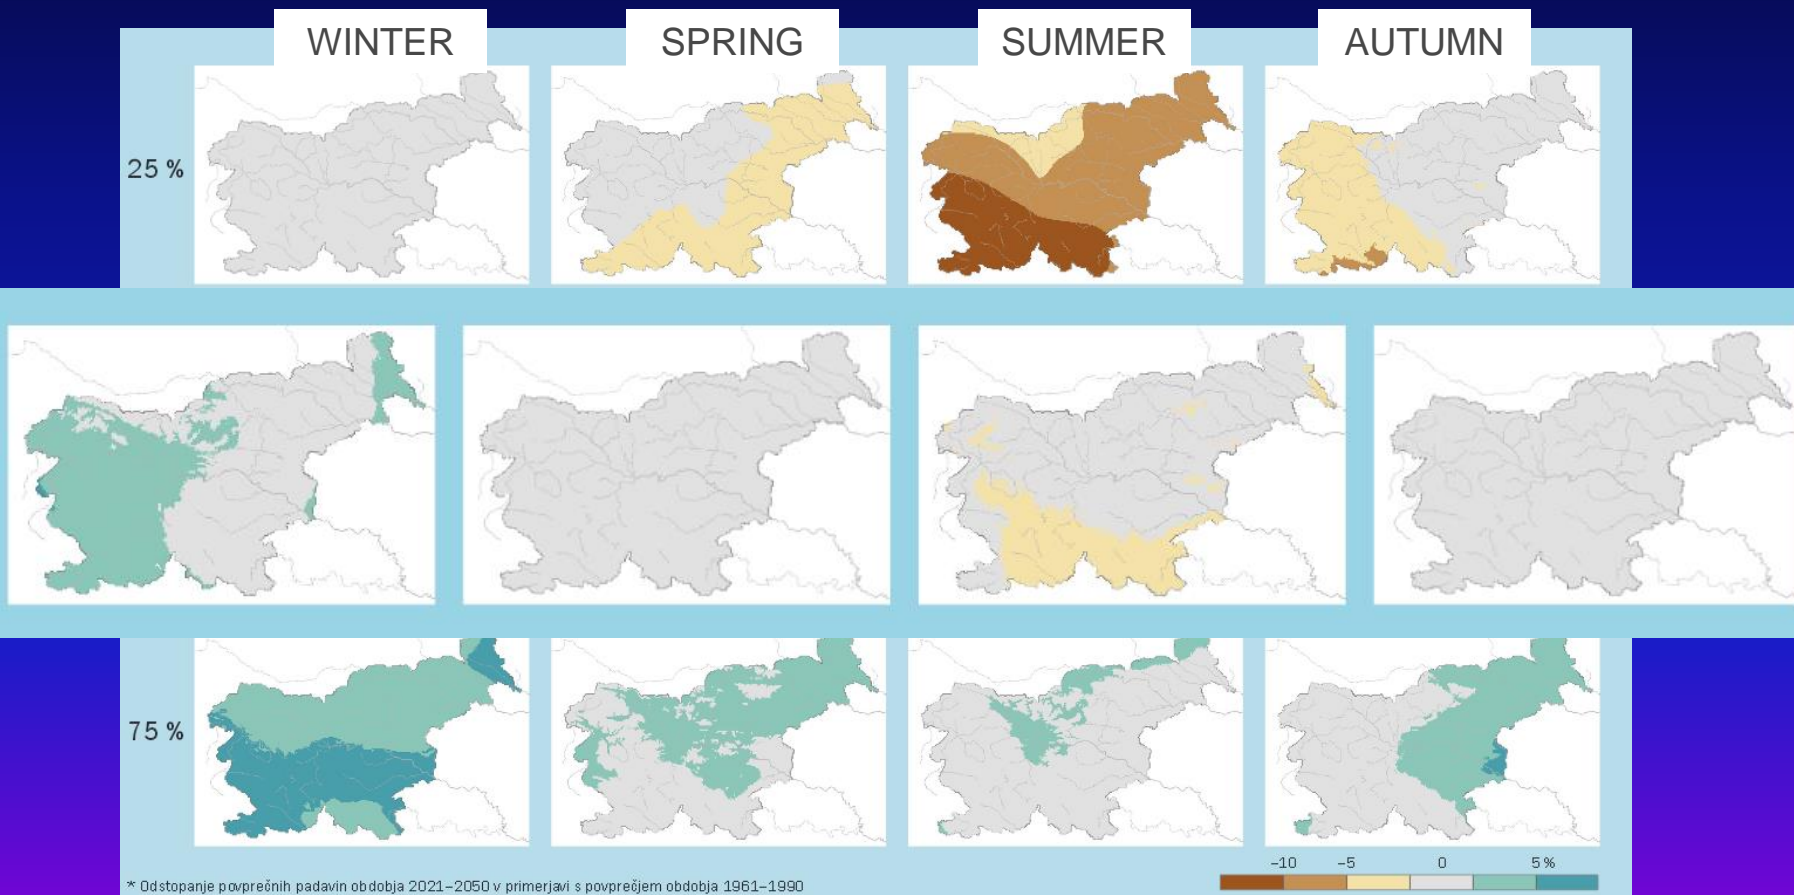 WINTER SPRING SUMMER AUTUMN
25 %
75 %
−10 −5 0 5 %
* Odstopanje povprečnih padavin obdobja 2021–2050 v primerjavi s povprečjem obdobja 1961–1990